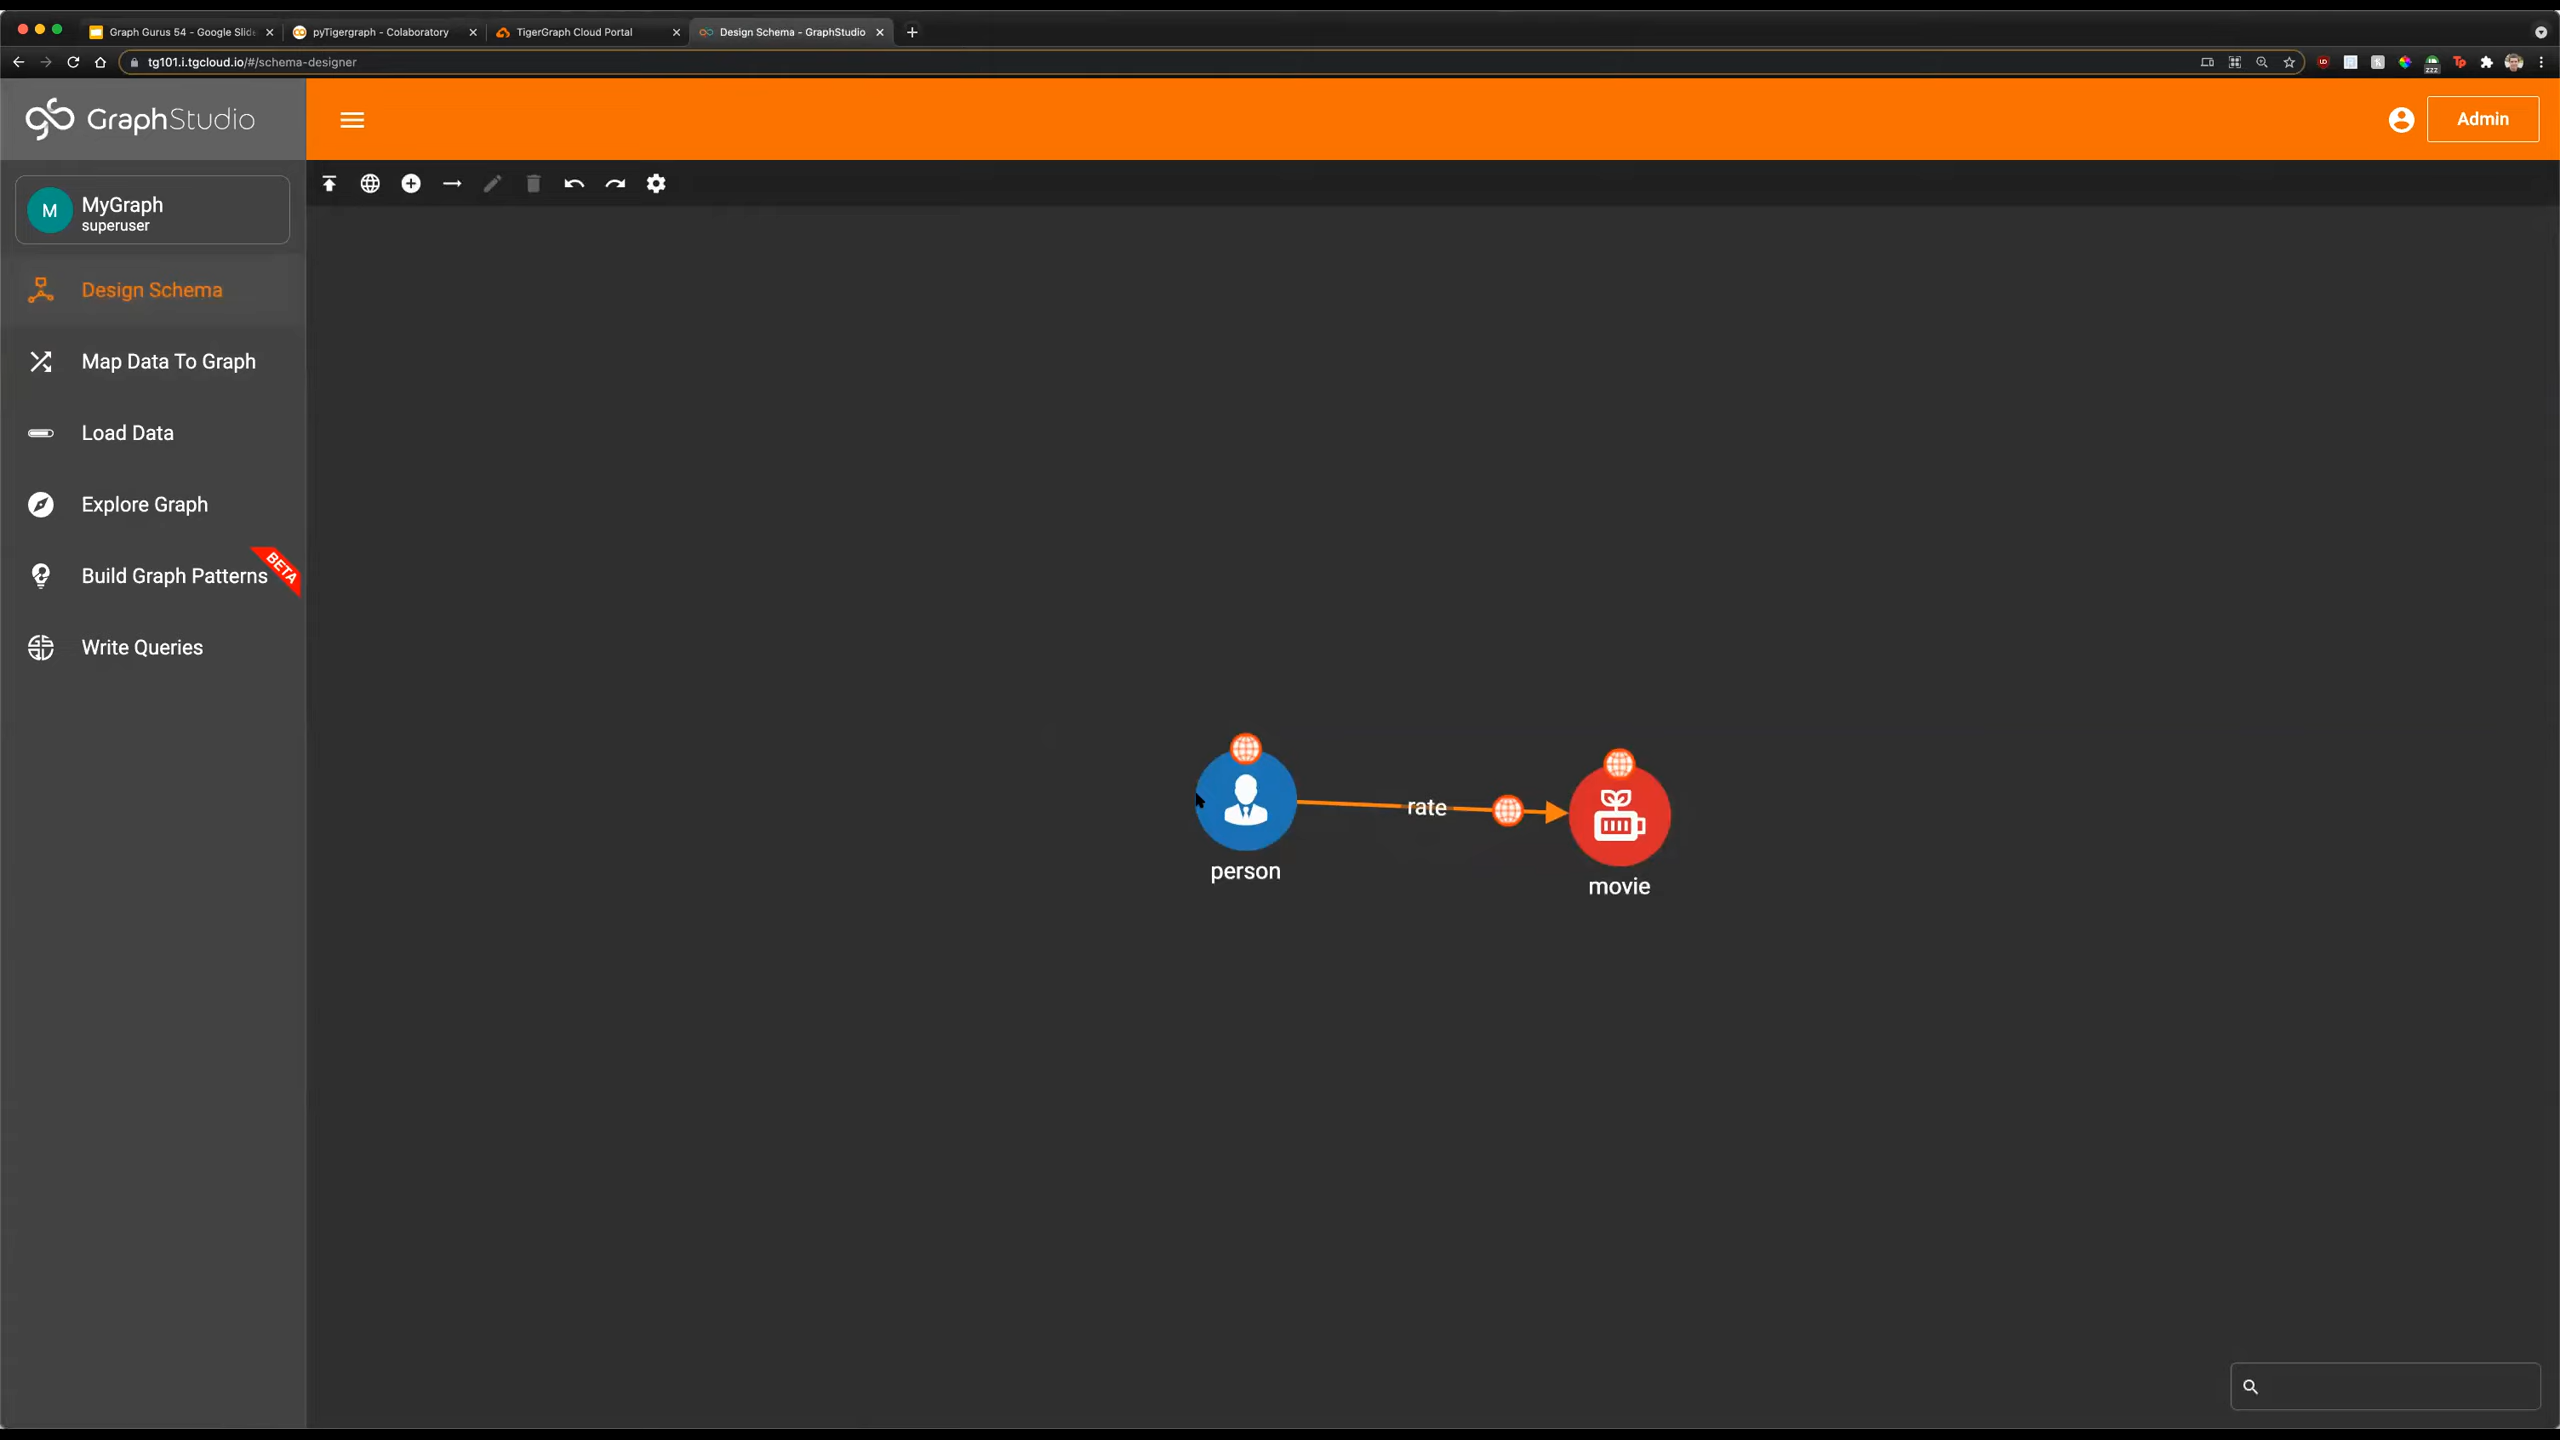 Graph Gurus 54 - Google Slide
pyTigergraph - Colaboratory
TigerGraph Cloud Portal
Design Schema - GraphStudio
tg101.i.tgcloud.io/#/schema-designer
GraphStudio
Admin
M
MyGraph
superuser
Design Schema
Map Data To Graph
Load Data
Explore Graph
BETA
Build Graph Patterns
Write Queries
rate
person
movie